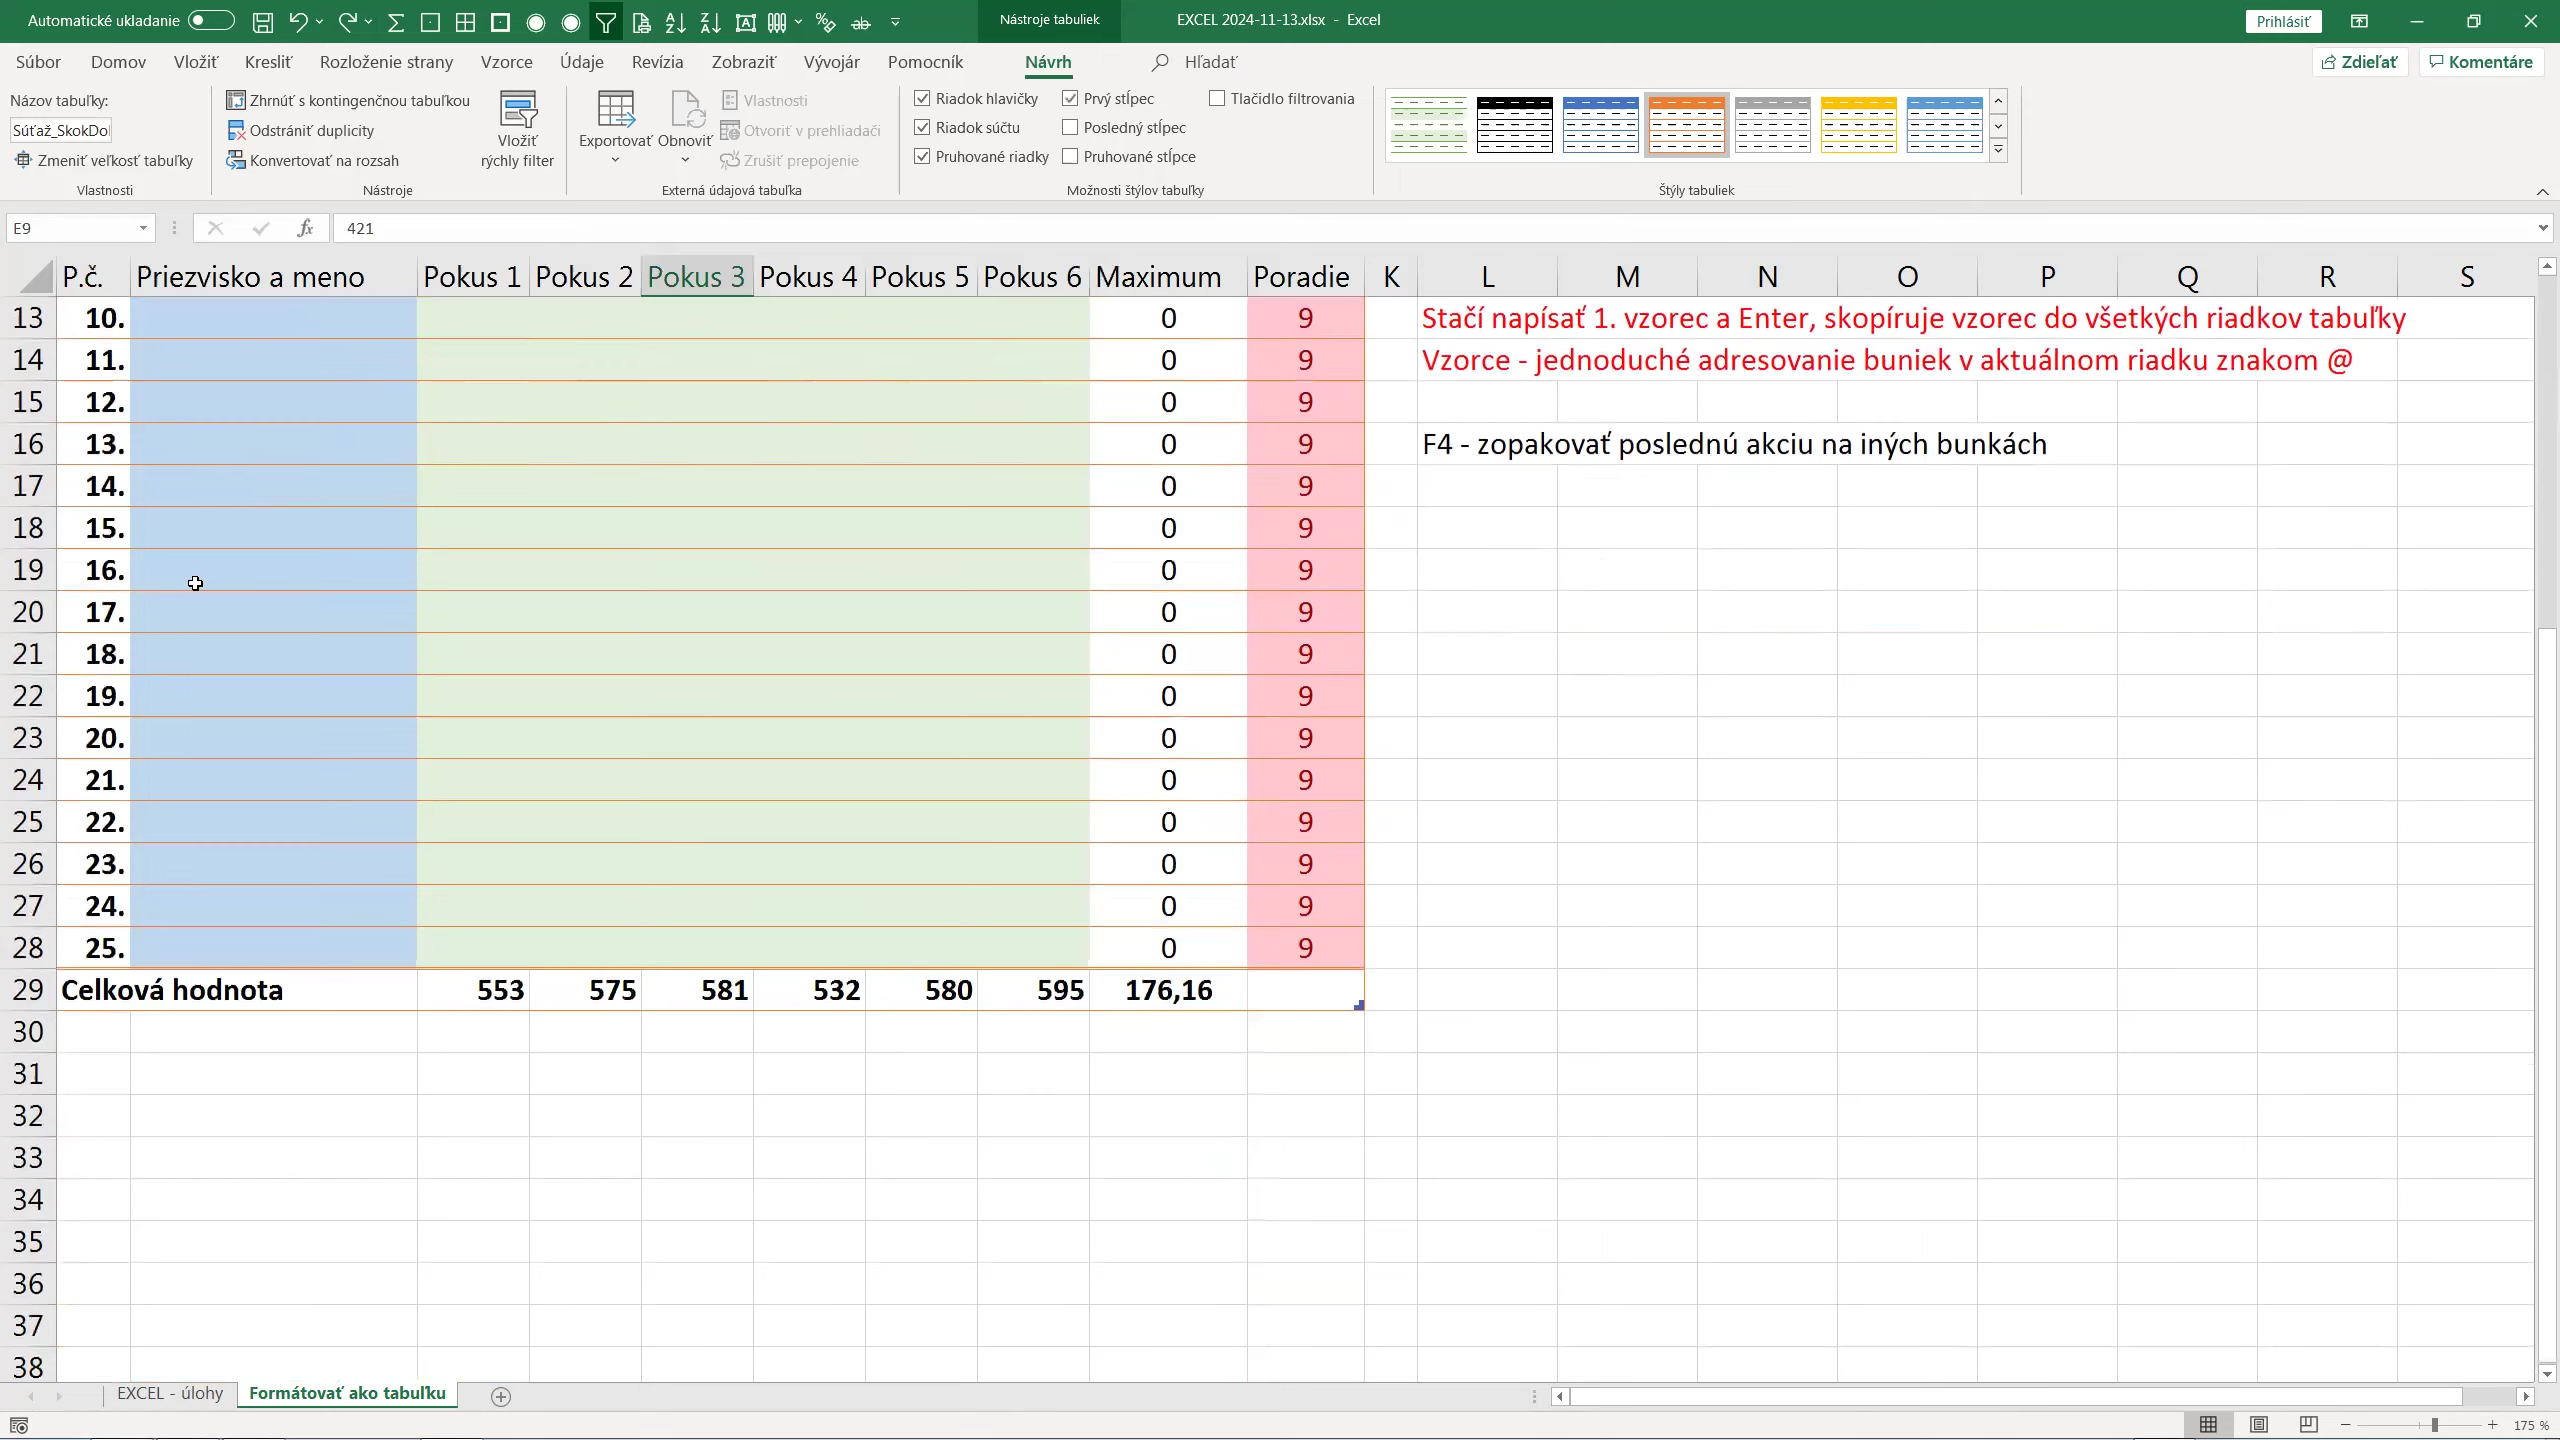 Automatické ukladanie
Nástroje tabuliek
EXCEL 2024-11-13.xlsx - Excel
Prihlásiť
Súbor Domov Vložiť Kresliť Rozloženie strany Vzorce Údaje Revízia Zobraziť Vývojár Pomocník Návrh Hľadať Zdieľať Komentáre
Názov tabuľky:
Súťaž_SkokDo
Zmeniť veľkosť tabuľky
Vlastnosti
Zhrnúť s kontingenčnou tabuľkou
Odstrániť duplicity
Konvertovať na rozsah
Vložiť
rýchly filter
Nástroje
Exportovať Obnoviť
Vlastnosti
Otvoriť v prehliadači
Zrušiť prepojenie
Externá údajová tabuľka
Riadok hlavičky Prvý stĺpec Tlačidlo filtrovania
Riadok súčtu Posledný stĺpec
Pruhované riadky Pruhované stĺpce
Možnosti štýlov tabuľky
Štýly tabuliek
E9 fx 421
P.č. Priezvisko a meno Pokus 1 Pokus 2 Pokus 3 Pokus 4 Pokus 5 Pokus 6 Maximum Poradie K L M N O P Q R S
13 10. 0 9 Stačí napísať 1. vzorec a Enter, skopíruje vzorec do všetkých riadkov tabuľky
14 11. 0 9 Vzorce - jednoduché adresovanie buniek v aktuálnom riadku znakom @
15 12. 0 9
16 13. 0 9 F4 - zopakovať poslednú akciu na iných bunkách
17 14. 0 9
18 15. 0 9
19 16. 0 9
20 17. 0 9
21 18. 0 9
22 19. 0 9
23 20. 0 9
24 21. 0 9
25 22. 0 9
26 23. 0 9
27 24. 0 9
28 25. 0 9
29 Celková hodnota 553 575 581 532 580 595 176,16
30
31
32
33
34
35
36
37
38
EXCEL - úlohy Formátovať ako tabuľku
175 %